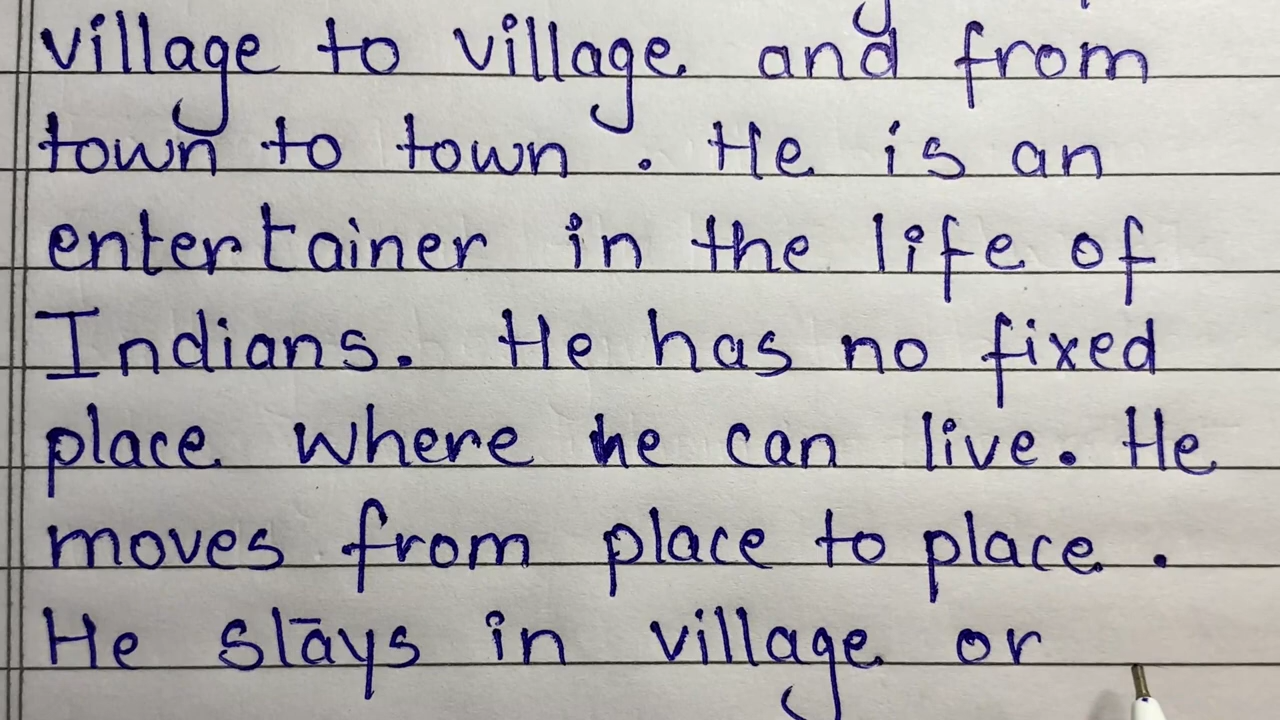 village to village and from
town to town . He is an
entertainer in the life of
Indians. He has no fixed
place where he can live. He
moves from place to place .
He stays in village or